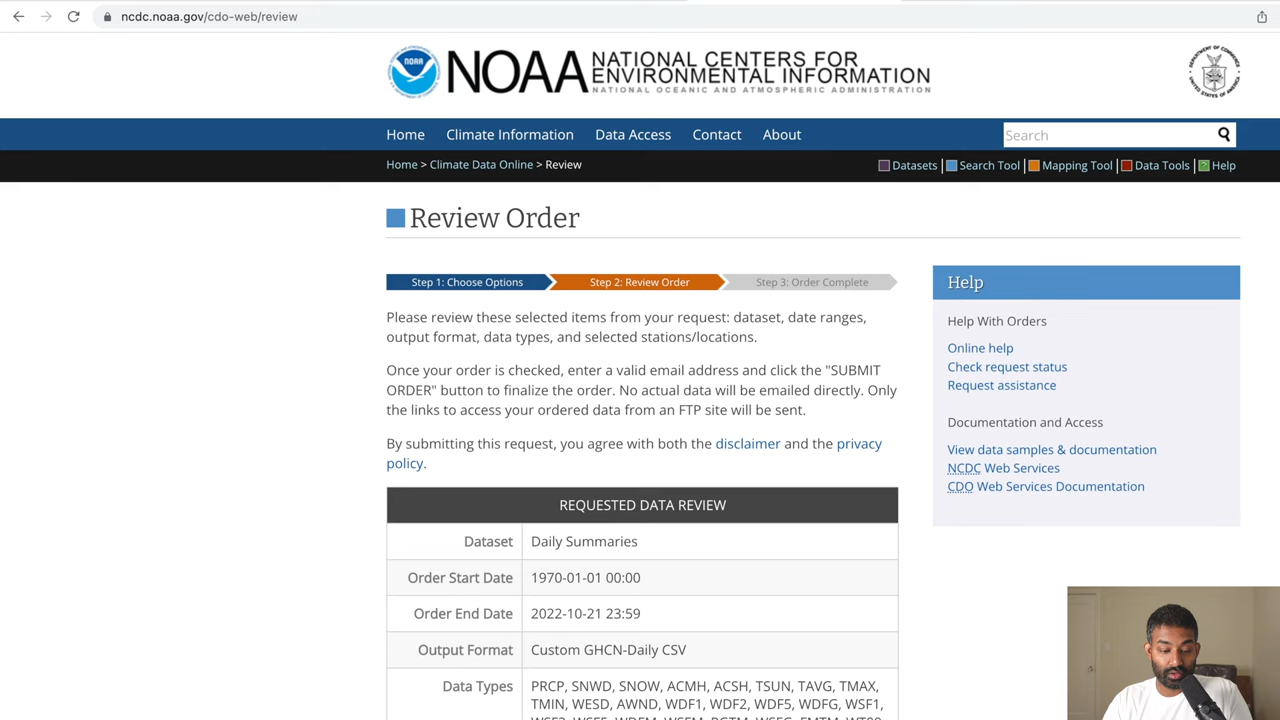 ncdc.noaa.gov/cdo-web/review
NOAA NATIONAL CENTERS FOR
ENVIRONMENTAL INFORMATION
NATIONAL OCEANIC AND ATMOSPHERIC ADMINISTRATION
NOAA
Home Climate Information Data Access Contact About Search
Home > Climate Data Online > Review
Datasets | Search Tool | Mapping Tool | Data Tools | Help
Review Order
Step 1: Choose Options Step 2: Review Order Step 3: Order Complete
Please review these selected items from your request: dataset, date ranges,
output format, data types, and selected stations/locations.
Once your order is checked, enter a valid email address and click the "SUBMIT
ORDER" button to finalize the order. No actual data will be emailed directly. Only
the links to access your ordered data from an FTP site will be sent.
By submitting this request, you agree with both the disclaimer and the privacy
policy.
REQUESTED DATA REVIEW
Dataset Daily Summaries
Order Start Date 1970-01-01 00:00
Order End Date 2022-10-21 23:59
Output Format Custom GHCN-Daily CSV
Data Types PRCP, SNWD, SNOW, ACMH, ACSH, TSUN, TAVG, TMAX,
TMIN, WESD, AWND, WDF1, WDF2, WDF5, WDFG, WSF1,
Help
Help With Orders
Online help
Check request status
Request assistance
Documentation and Access
View data samples & documentation
NCDC Web Services
CDO Web Services Documentation